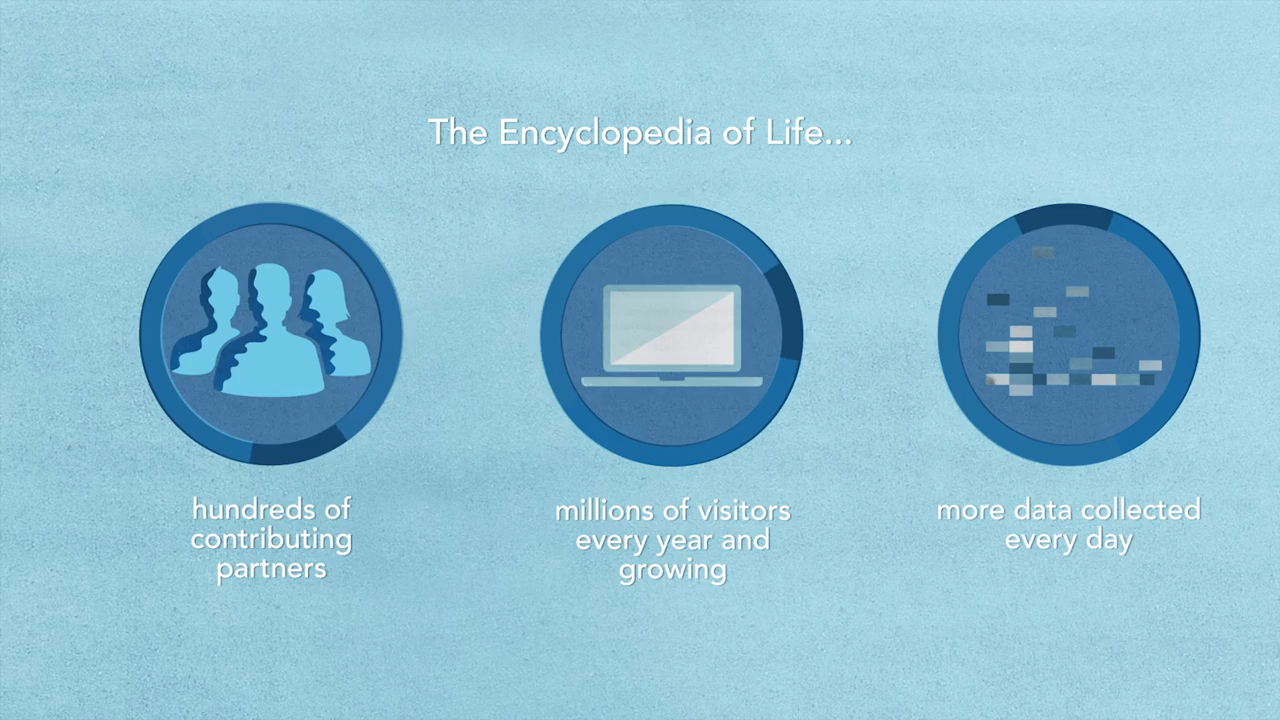 The Encyclopedia of Life...
hundreds of
contributing
partners
millions of visitors
every year and
growing
more data collected
every day